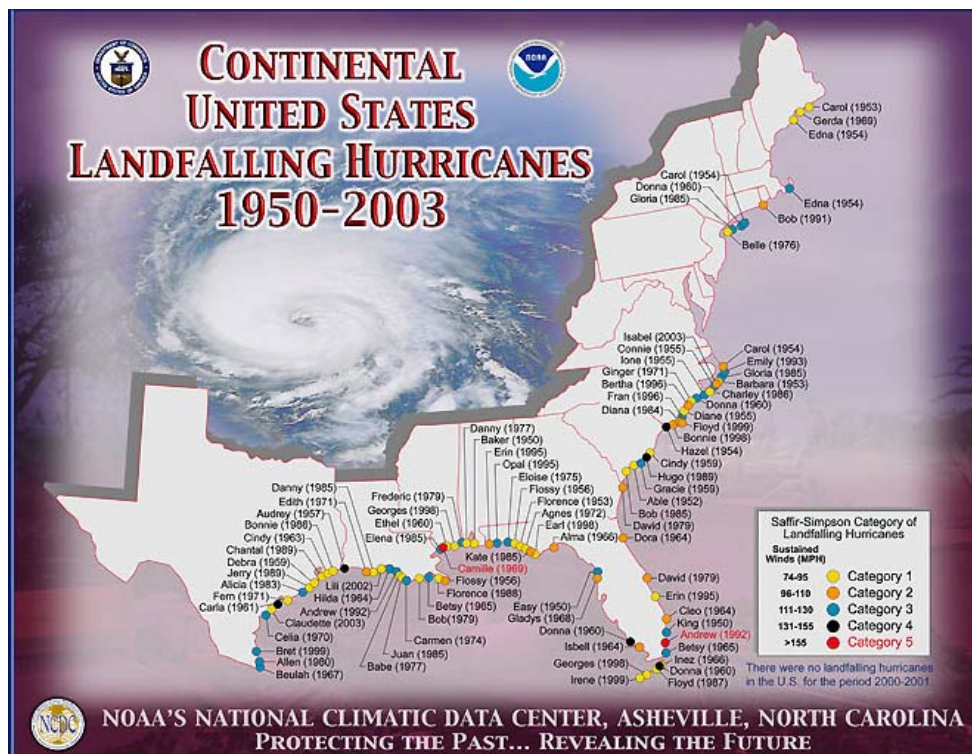 CONTINENTAL
UNITED STATES
LANDFALLING HURRICANES
1950-2003
NOAA
Carol (1953)
Gerda (1969)
Edna (1954)
Carol (1954)
Donna (1960)
Gloria (1985)
Edna (1954)
Bob (1991)
Belle (1976)
Isabel (2003)
Connie (1955)
Ione (1955)
Ginger (1971)
Bertha (1996)
Fran (1996)
Diana (1984)
Carol (1954)
Emily (1993)
Gloria (1985)
Barbara (1953)
Charley (1986)
Donna (1960)
Diane (1955)
Floyd (1999)
Bonnie (1998)
Hazel (1954)
Cindy (1959)
Hugo (1989)
Gracie (1959)
Able (1952)
Bob (1985)
David (1979)
Dora (1964)
Danny (1977)
Baker (1950)
Erin (1995)
Opal (1995)
Eloise (1975)
Flossy (1956)
Florence (1953)
Agnes (1972)
Earl (1998)
Alma (1966)
Frederic (1979)
Georges (1998)
Ethel (1960)
Elena (1985)
Kate (1985)
Camille (1969)
Danny (1985)
Edith (1971)
Audrey (1957)
Bonnie (1986)
Cindy (1963)
Chantal (1989)
Debra (1959)
Jerry (1989)
Alicia (1983)
Fern (1971)
Carla (1961)
Claudette (2003)
Celia (1970)
Bret (1999)
Allen (1980)
Beulah (1967)
Lili (2002)
Hilda (1964)
Andrew (1992)
Flossy (1956)
Florence (1988)
Betsy (1965)
Bob(1979)
Carmen (1974)
Juan (1985)
Babe (1977)
Easy (1950)
Gladys (1968)
Donna (1960)
Isbell (1964)
Georges (1998)
Irene (1999)
David (1979)
Erin (1995)
Cleo (1964)
King (1950)
Andrew (1992)
Betsy (1965)
Inez (1966)
Donna (1960)
Floyd (1987)
Saffir-Simpson Category of
Landfalling Hurricanes
Sustained
Winds (MPH)
74-95 Category 1
96-110 Category 2
111-130 Category 3
131-155 Category 4
>155 Category 5
There were no landfalling hurricanes
in the U.S. for the period 2000-2001.
NCDC
NOAA'S NATIONAL CLIMATIC DATA CENTER, ASHEVILLE, NORTH CAROLINA
PROTECTING THE PAST... REVEALING THE FUTURE